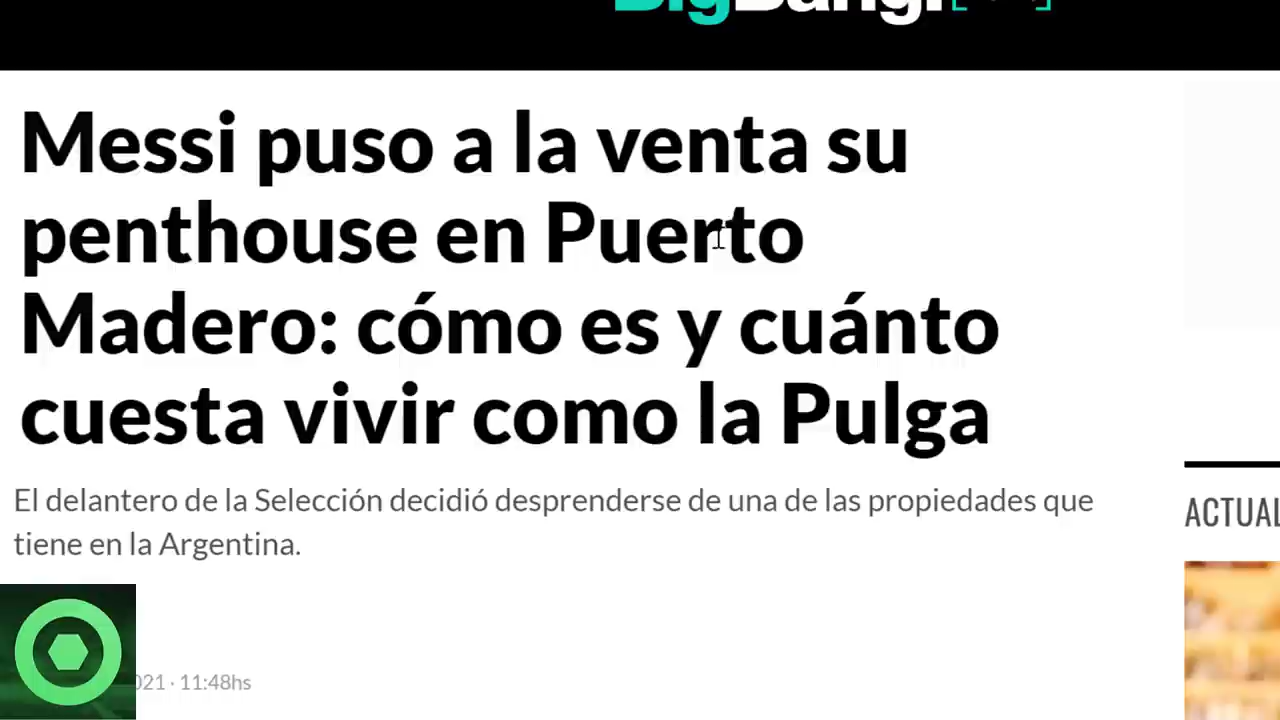 Messi puso a la venta su
penthouse en Puerto
Madero: cómo es y cuánto
cuesta vivir como la Pulga
El delantero de la Selección decidió desprenderse de una de las propiedades que
tiene en la Argentina.
021 · 11:48hs
ACTUAL